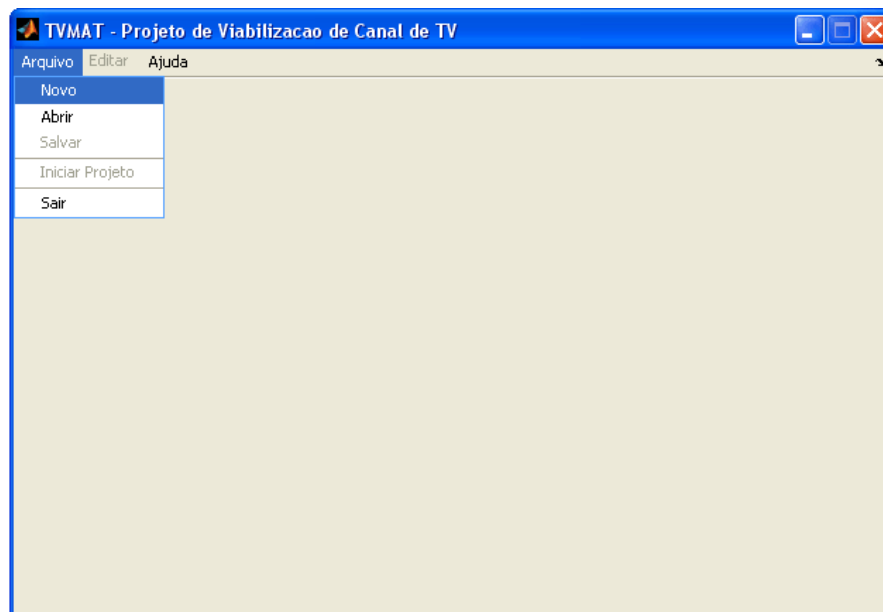 TVMAT - Projeto de Viabilizacao de Canal de TV
Arquivo Editar Ajuda
Novo
Abrir
Salvar
Iniciar Projeto
Sair